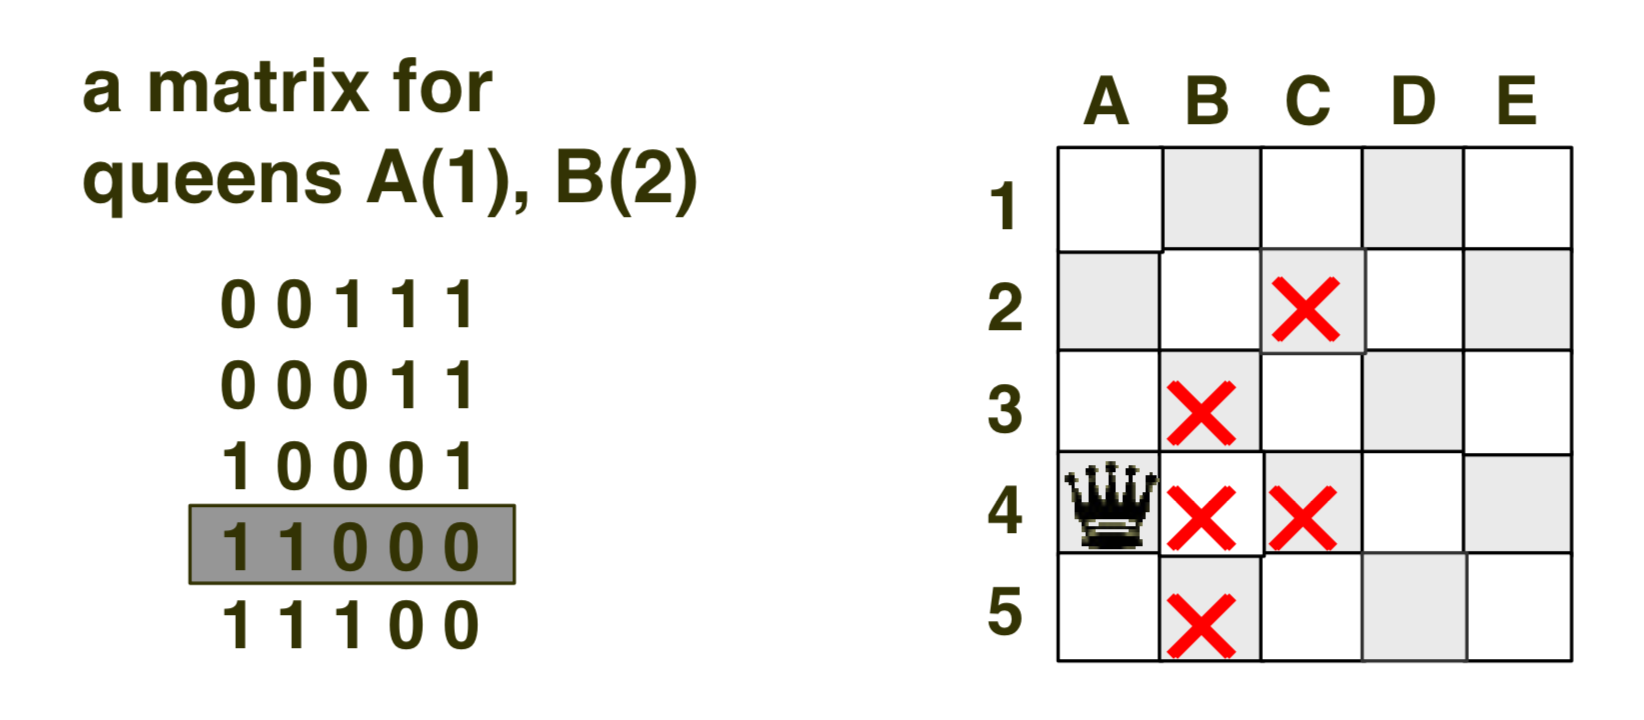 a matrix for
queens A(1), B(2)
0 0 1 1 1
0 0 0 1 1
1 0 0 0 1
1 1 0 0 0
1 1 1 0 0
A B C D E
1
2
3
4
5